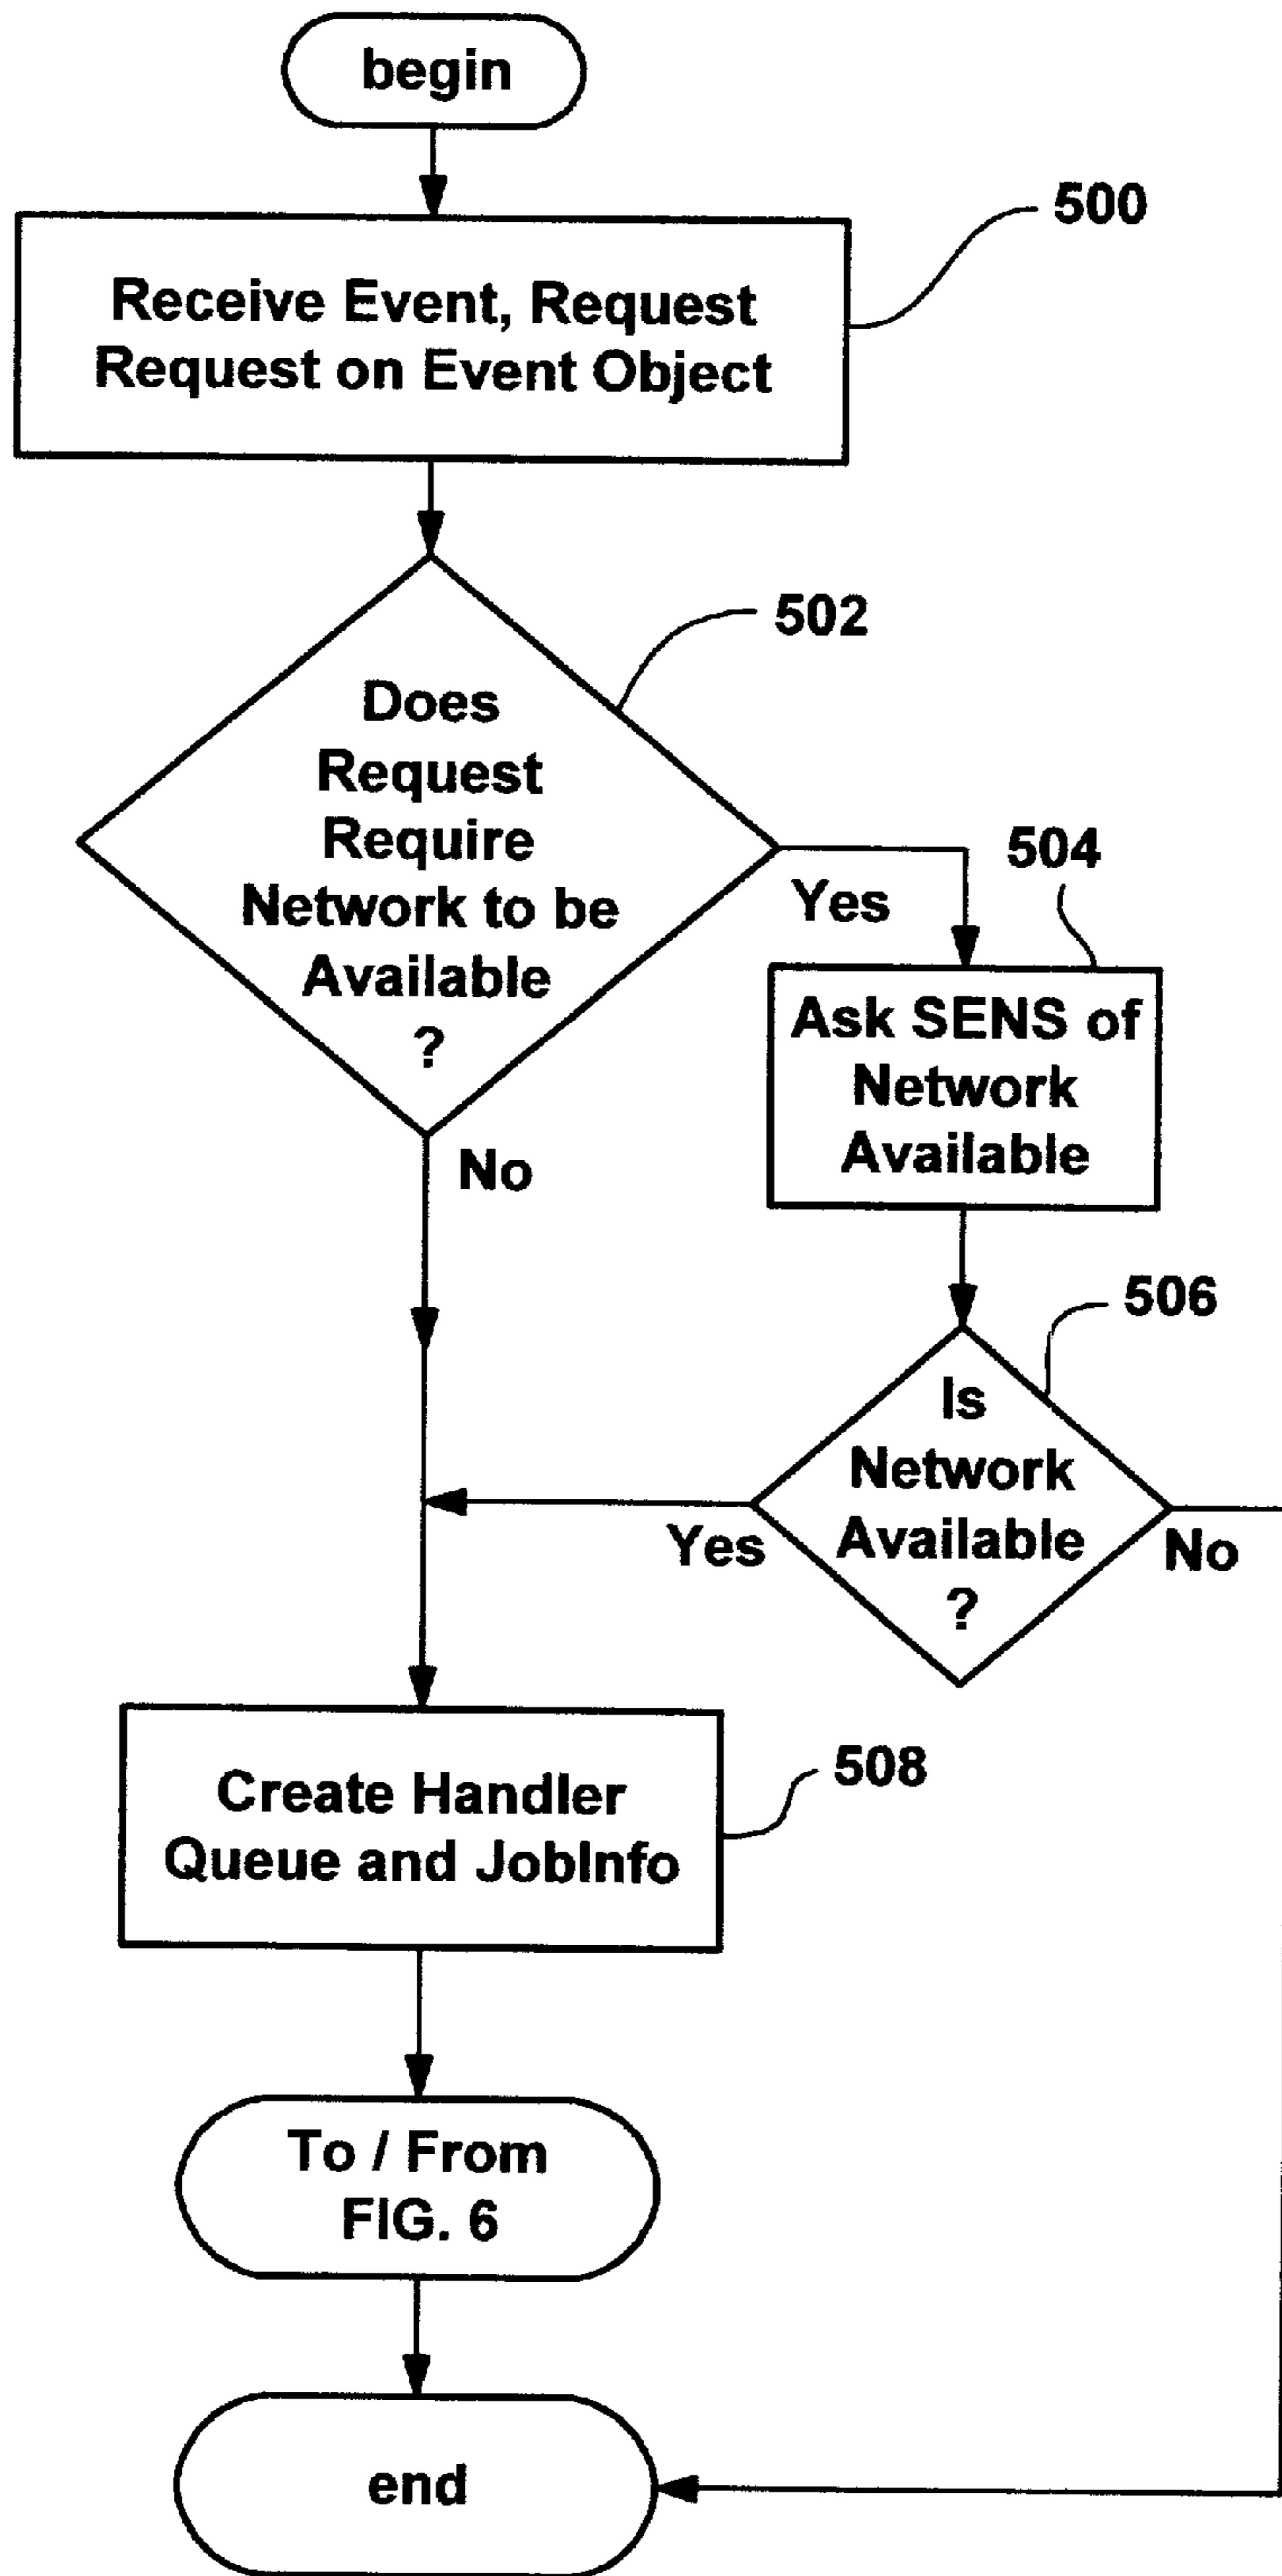 begin
500
Receive Event, Request
Request on Event Object
502
Does
Request
Require
Network to be
Available
?
Yes
504
Ask SENS of
Network
Available
No
506
Is
Network
Available
?
Yes
No
508
Create Handler
Queue and JobInfo
To / From
FIG. 6
end